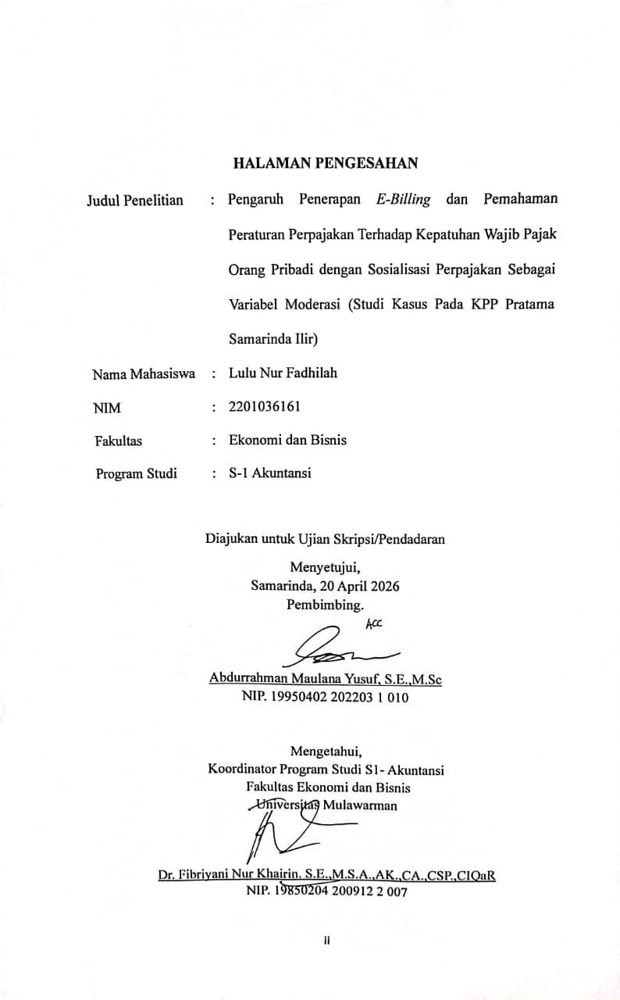 HALAMAN PENGESAHAN
Judul Penelitian : Pengaruh Penerapan E-Billing dan Pemahaman
Peraturan Perpajakan Terhadap Kepatuhan Wajib Pajak
Orang Pribadi dengan Sosialisasi Perpajakan Sebagai
Variabel Moderasi (Studi Kasus Pada KPP Pratama
Samarinda Ilir)
Nama Mahasiswa : Lulu Nur Fadhilah
NIM : 2201036161
Fakultas : Ekonomi dan Bisnis
Program Studi : S-1 Akuntansi
Diajukan untuk Ujian Skripsi/Pendadaran
Menyetujui,
Samarinda, 20 April 2026
Pembimbing.
ACC
Abdurrahman Maulana Yusuf, S.E.,M.Sc
NIP. 19950402 202203 1 010
Mengetahui,
Koordinator Program Studi S1- Akuntansi
Fakultas Ekonomi dan Bisnis
Universitas Mulawarman
Dr. Fibriyani Nur Khairin. S.E.,M.S.A.,AK.,CA.,CSP.,CIQaR
NIP. 19850204 200912 2 007
ii